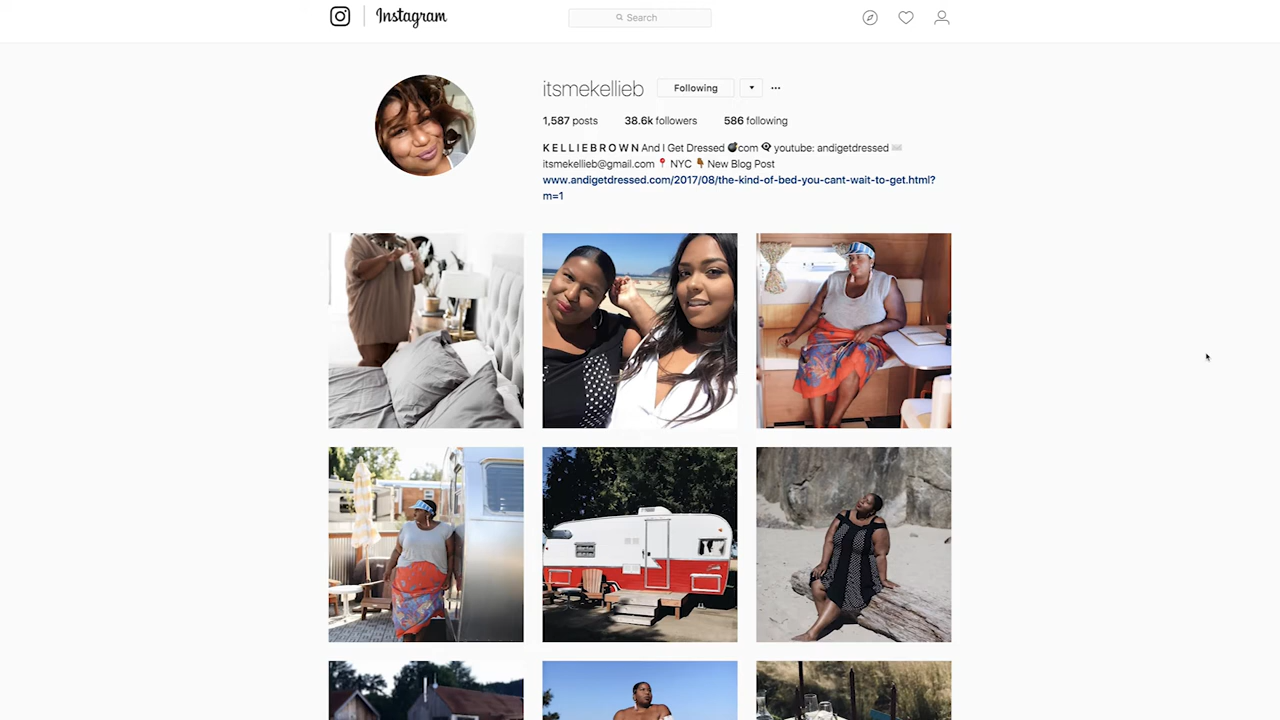 Instagram
Search
itsmekellieb Following
1,587 posts 38.6k followers 586 following
K E L L I E B R O W N And I Get Dressed 💣com 👁‍🗨 youtube: andigetdressed ✉️
itsmekellieb@gmail.com 📍 NYC 👇🏾 New Blog Post
www.andigetdressed.com/2017/08/the-kind-of-bed-you-cant-wait-to-get.html?
m=1